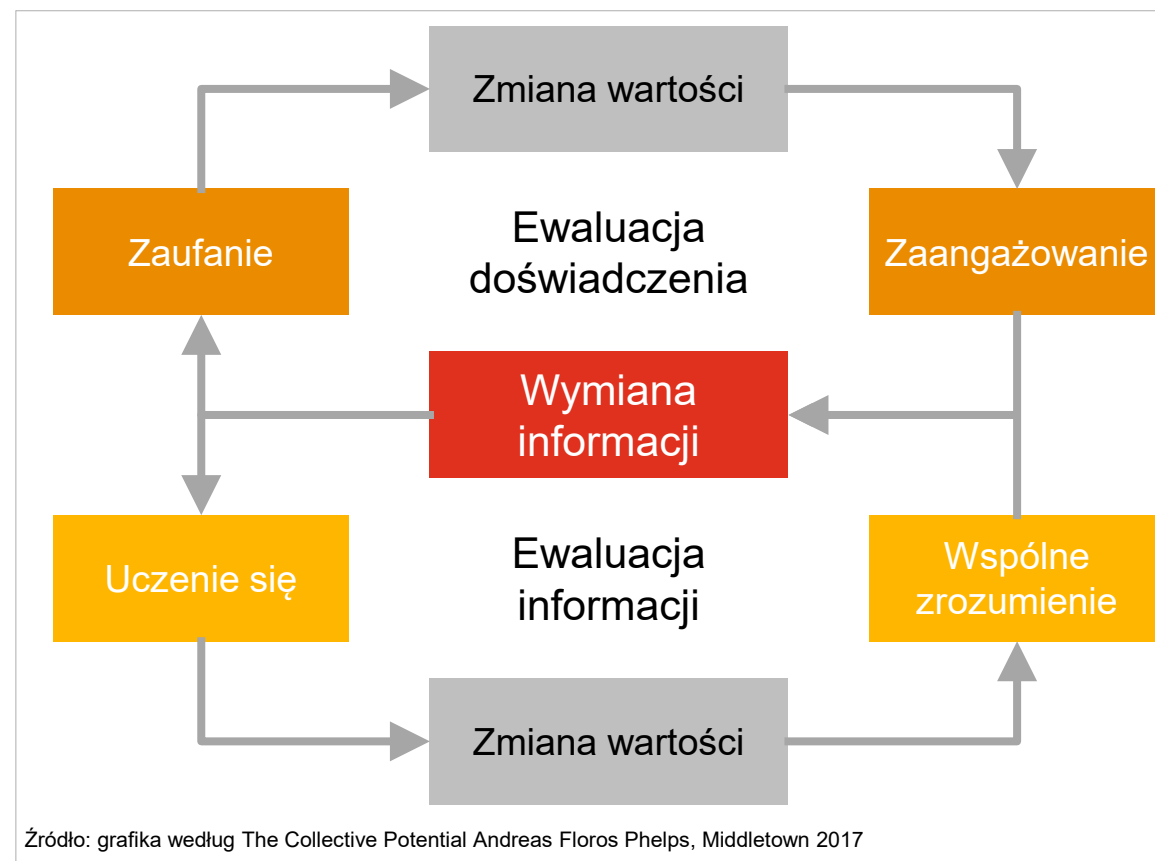 Zmiana wartości
Zaufanie
Ewaluacja
doświadczenia
Zaangażowanie
Wymiana
informacji
Uczenie się
Ewaluacja
informacji
Wspólne
zrozumienie
Zmiana wartości
Źródło: grafika według The Collective Potential Andreas Floros Phelps, Middletown 2017